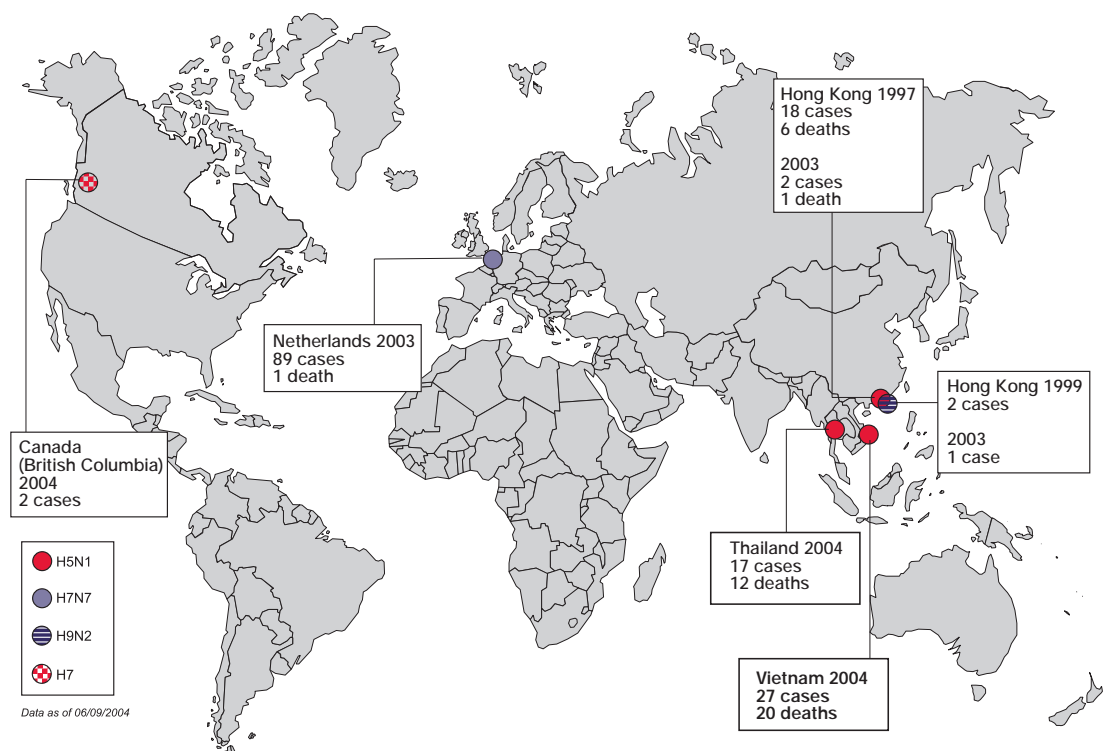 Hong Kong 1997
18 cases
6 deaths
2003
2 cases
1 death
Netherlands 2003
89 cases
1 death
Hong Kong 1999
2 cases
2003
1 case
Canada
(British Columbia)
2004
2 cases
Thailand 2004
17 cases
12 deaths
Vietnam 2004
27 cases
20 deaths
H5N1
H7N7
H9N2
H7
Data as of 06/09/2004